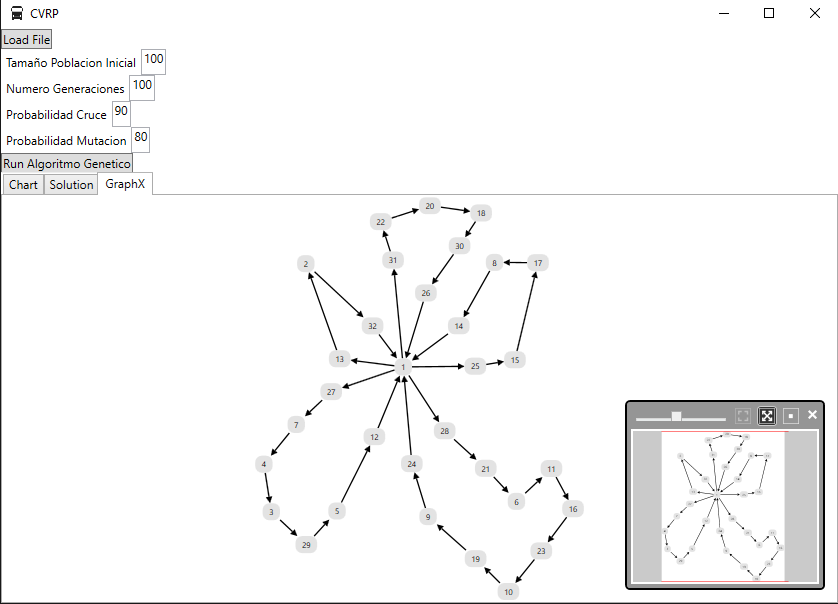 CVRP
Load File
Tamaño Poblacion Inicial 100
Numero Generaciones 100
Probabilidad Cruce 90
Probabilidad Mutacion 80
Run Algoritmo Genetico
Chart Solution GraphX
20
22 18
30
31
2 8 17
26
32 14
13 15
1 25
27
7 28
12
4 24 21 11
6
3 5 9 16
29 23
19
10